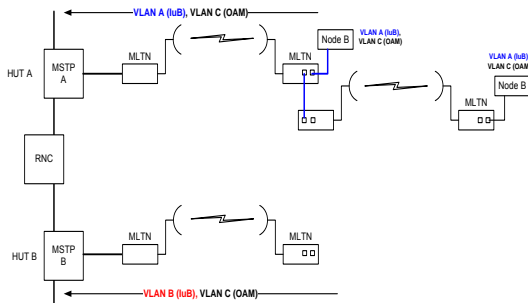 VLAN A (IuB), VLAN C (OAM)
Node B
VLAN A (IuB),
VLAN C (OAM)
VLAN A (IuB)
VLAN C (OAM)
Node B
HUT A
MSTP
A
MLTN
MLTN
MLTN
RNC
HUT B
MSTP
B
MLTN
MLTN
VLAN B (IuB), VLAN C (OAM)